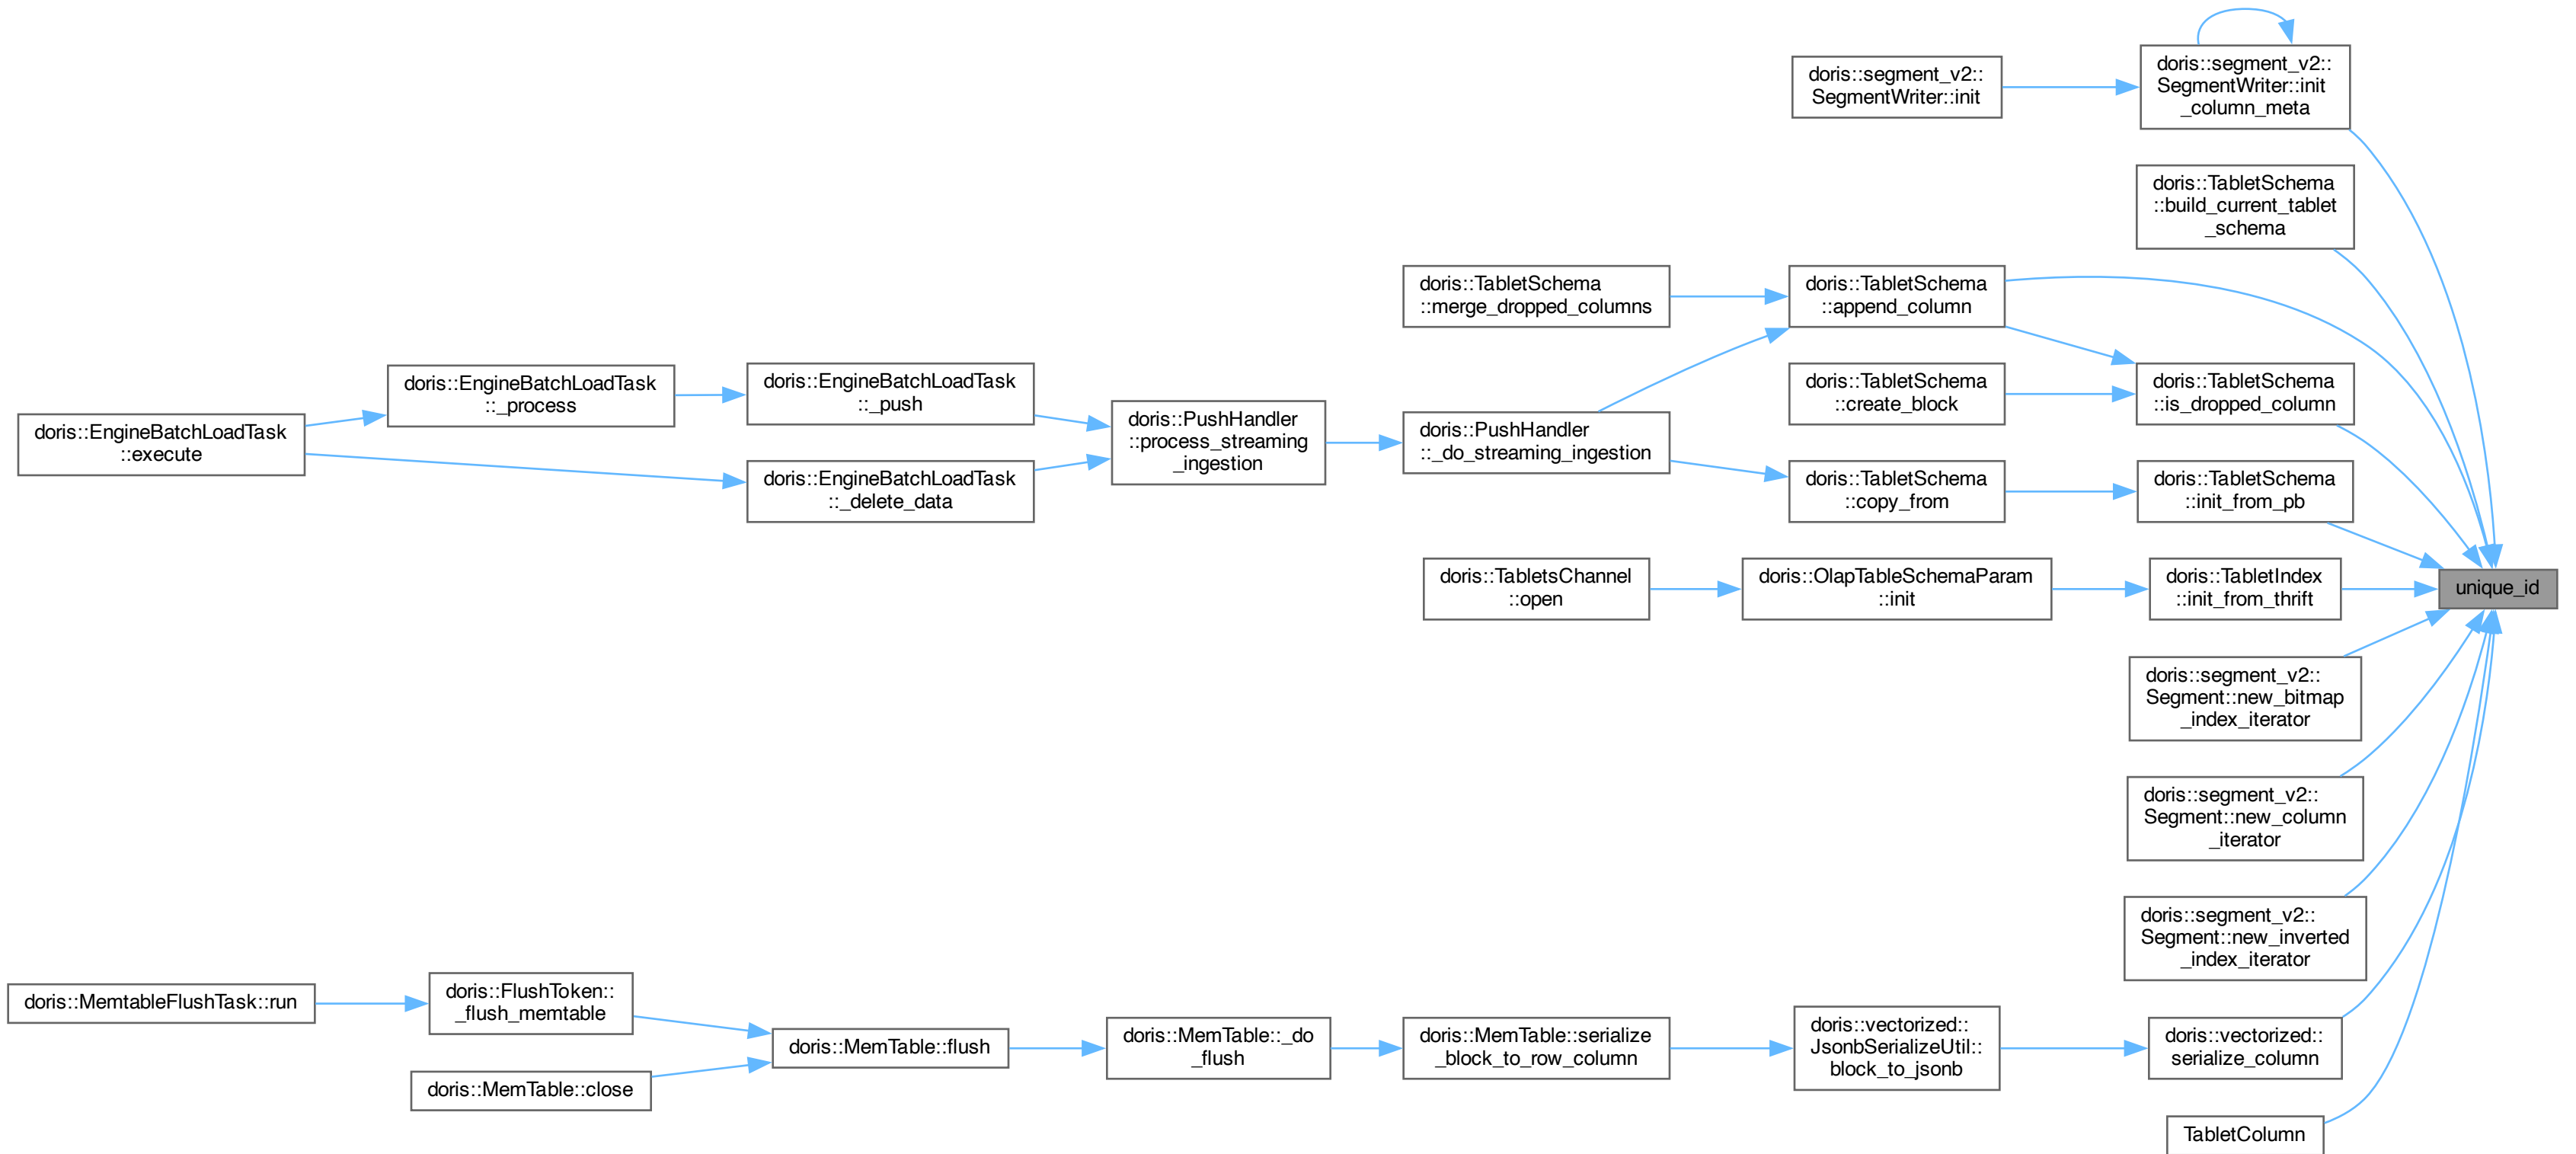 doris::segment_v2::
SegmentWriter::init
doris::segment_v2::
SegmentWriter::init
_column_meta
doris::TabletSchema
::build_current_tablet
_schema
doris::TabletSchema
::merge_dropped_columns
doris::TabletSchema
::append_column
doris::EngineBatchLoadTask
::execute
doris::EngineBatchLoadTask
::_process
doris::EngineBatchLoadTask
::_push
doris::EngineBatchLoadTask
::_delete_data
doris::PushHandler
::process_streaming
_ingestion
doris::PushHandler
::_do_streaming_ingestion
doris::TabletSchema
::create_block
doris::TabletSchema
::is_dropped_column
doris::TabletSchema
::copy_from
doris::TabletSchema
::init_from_pb
doris::TabletsChannel
::open
doris::OlapTableSchemaParam
::init
doris::TabletIndex
::init_from_thrift
unique_id
doris::segment_v2::
Segment::new_bitmap
_index_iterator
doris::segment_v2::
Segment::new_column
_iterator
doris::segment_v2::
Segment::new_inverted
_index_iterator
doris::MemtableFlushTask::run
doris::FlushToken::
_flush_memtable
doris::MemTable::close
doris::MemTable::flush
doris::MemTable::_do
_flush
doris::MemTable::serialize
_block_to_row_column
doris::vectorized::
JsonbSerializeUtil::
block_to_jsonb
doris::vectorized::
serialize_column
TabletColumn